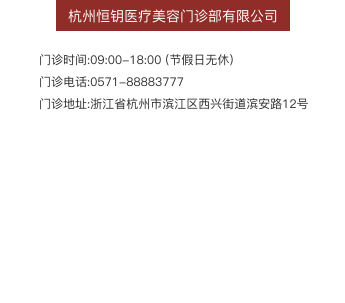 杭州恒钥医疗美容门诊部有限公司
门诊时间:09:00-18:00 (节假日无休)
门诊电话:0571-88883777
门诊地址:浙江省杭州市滨江区西兴街道滨安路12号